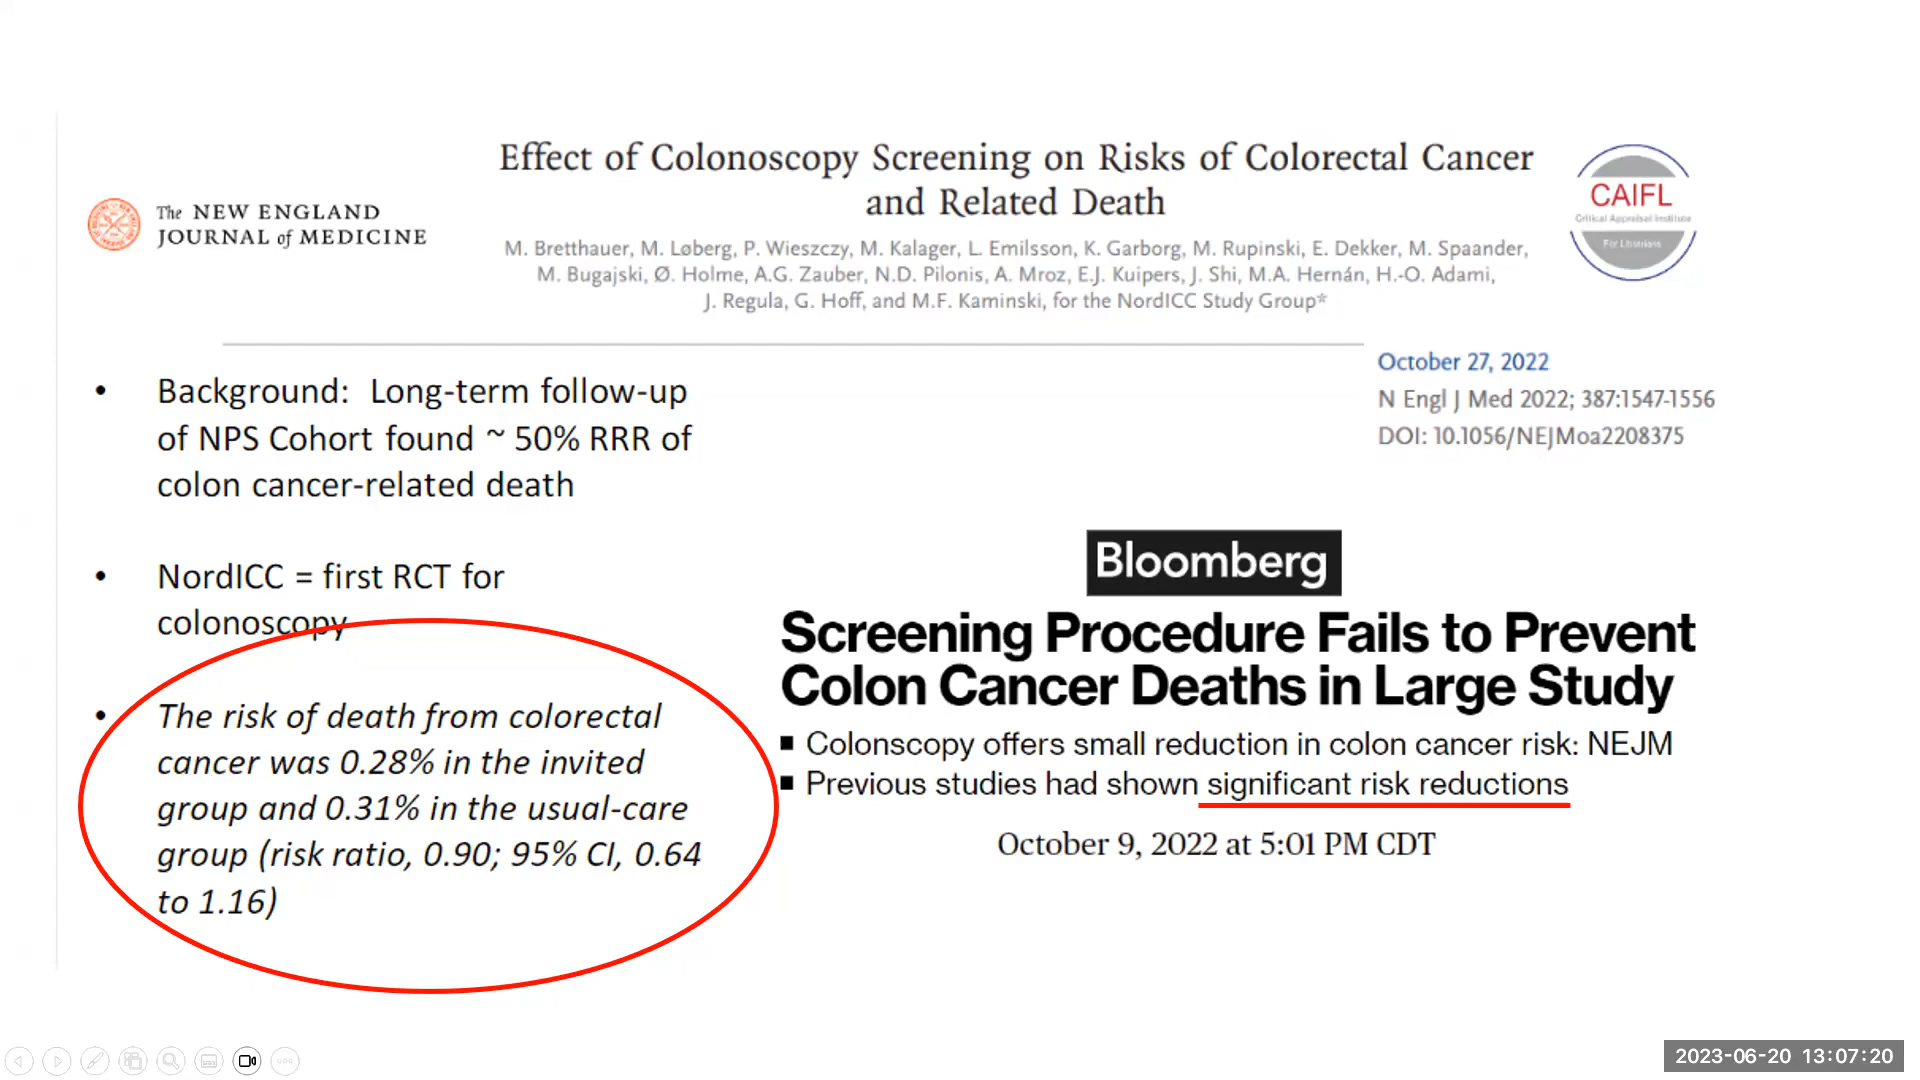 Effect of Colonoscopy Screening on Risks of Colorectal Cancer
and Related Death
The NEW ENGLAND
JOURNAL of MEDICINE
M. Bretthauer, M. Løberg, P. Wieszczy, M. Kalager, L. Emilsson, K. Garborg, M. Rupinski, E. Dekker, M. Spaander,
M. Bugajski, Ø. Holme, A.G. Zauber, N.D. Pilonis, A. Mroz, E.J. Kuipers, J. Shi, M.A. Hernán, H.-O. Adami,
J. Regula, G. Hoff, and M.F. Kaminski, for the NordICC Study Group*
CAIFL
Critical Appraisal Institute
For Librarians
October 27, 2022
N Engl J Med 2022; 387:1547-1556
DOI: 10.1056/NEJMoa2208375
• Background: Long-term follow-up
of NPS Cohort found ~ 50% RRR of
colon cancer-related death
• NordICC = first RCT for
colonoscopy
• The risk of death from colorectal
cancer was 0.28% in the invited
group and 0.31% in the usual-care
group (risk ratio, 0.90; 95% CI, 0.64
to 1.16)
Bloomberg
Screening Procedure Fails to Prevent
Colon Cancer Deaths in Large Study
■ Colonscopy offers small reduction in colon cancer risk: NEJM
■ Previous studies had shown significant risk reductions
October 9, 2022 at 5:01 PM CDT
2023-06-20 13:07:20